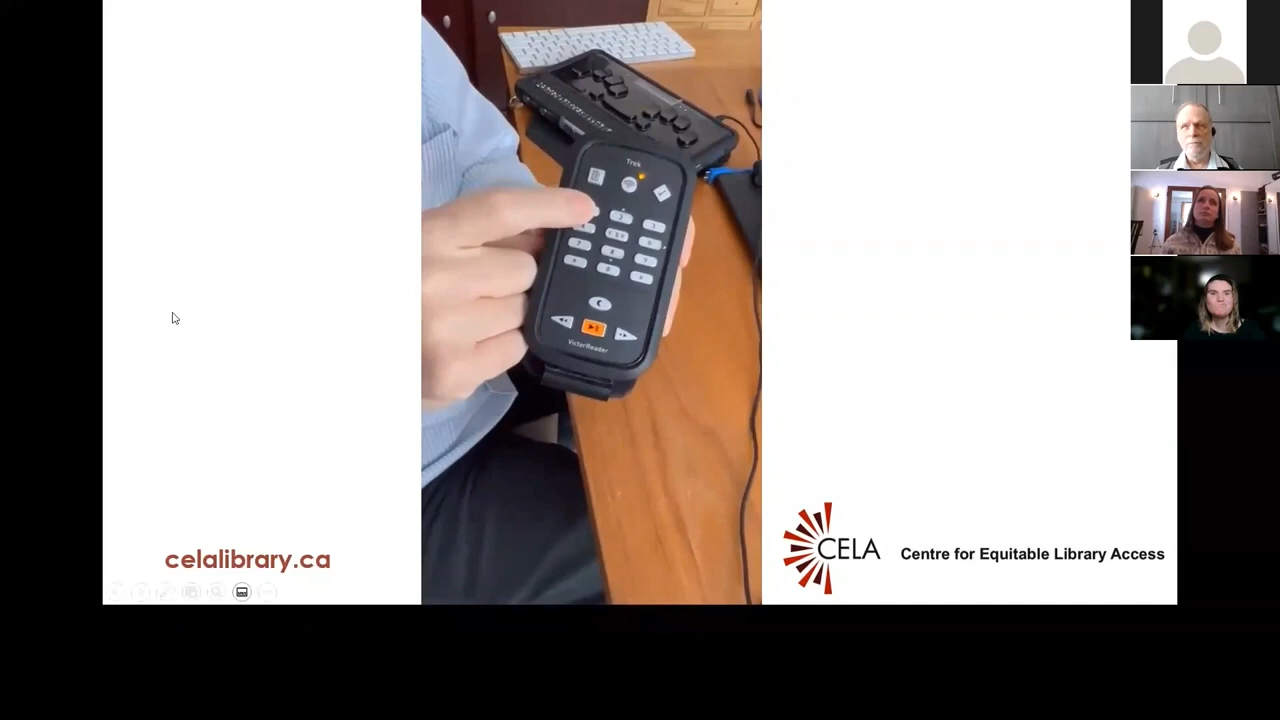 Trek
VictorReader
celalibrary.ca
CELA
Centre for Equitable Library Access